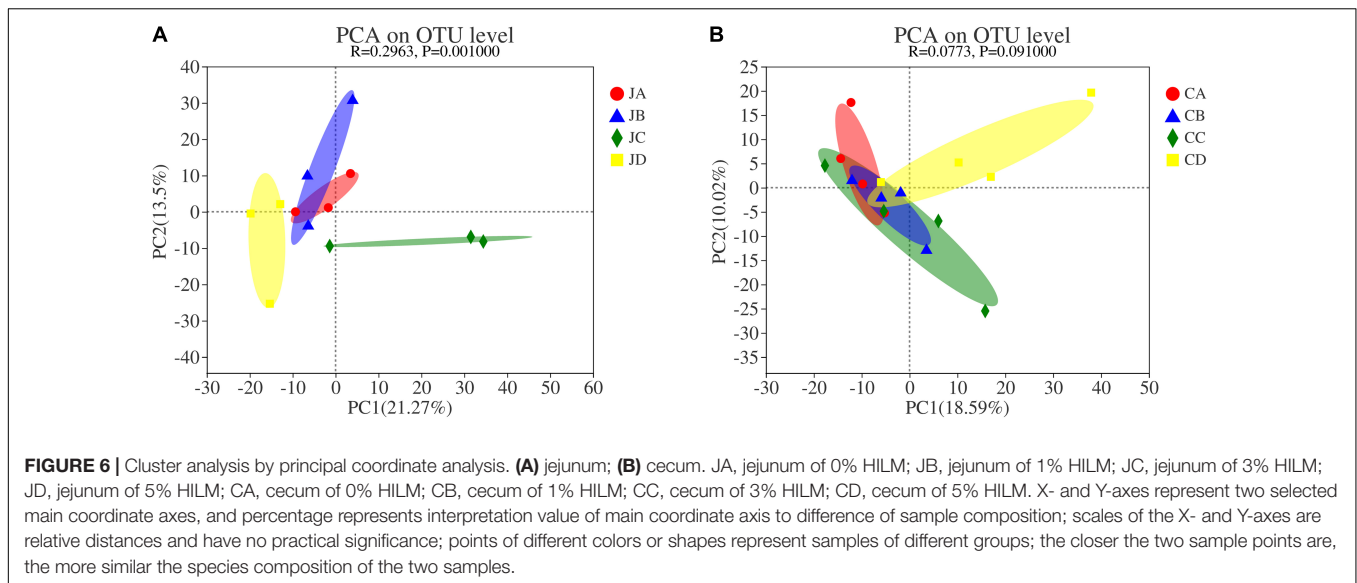 A
PCA on OTU level
R=0.2963, P=0.001000
40
30
20
10
0
-10
-20
-30
-40
PC2(13.5%)
-30
-20
-10
0
10
20
30
40
50
60
PC1(21.27%)
JA
JB
JC
JD
B
PCA on OTU level
R=0.0773, P=0.091000
25
20
15
10
5
0
-5
-10
-15
-20
-25
-30
-35
PC2(10.02%)
-30
-20
-10
0
10
20
30
40
50
PC1(18.59%)
CA
CB
CC
CD
FIGURE 6 | Cluster analysis by principal coordinate analysis. (A) jejunum; (B) cecum. JA, jejunum of 0% HILM; JB, jejunum of 1% HILM; JC, jejunum of 3% HILM;
JD, jejunum of 5% HILM; CA, cecum of 0% HILM; CB, cecum of 1% HILM; CC, cecum of 3% HILM; CD, cecum of 5% HILM. X- and Y-axes represent two selected
main coordinate axes, and percentage represents interpretation value of main coordinate axis to difference of sample composition; scales of the X- and Y-axes are
relative distances and have no practical significance; points of different colors or shapes represent samples of different groups; the closer the two sample points are,
the more similar the species composition of the two samples.